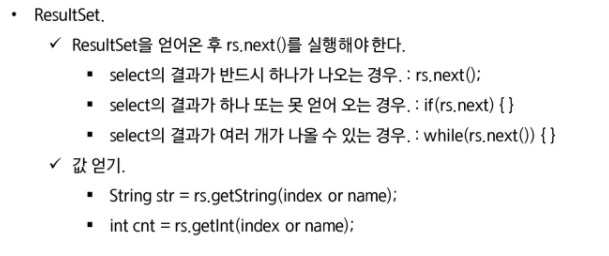 • ResultSet.
✓ ResultSet을 얻어온 후 rs.next()를 실행해야 한다.
▪ select의 결과가 반드시 하나가 나오는 경우. : rs.next();
▪ select의 결과가 하나 또는 못 얻어 오는 경우. : if(rs.next) { }
▪ select의 결과가 여러 개가 나올 수 있는 경우. : while(rs.next()) { }
✓ 값 얻기.
▪ String str = rs.getString(index or name);
▪ int cnt = rs.getInt(index or name);